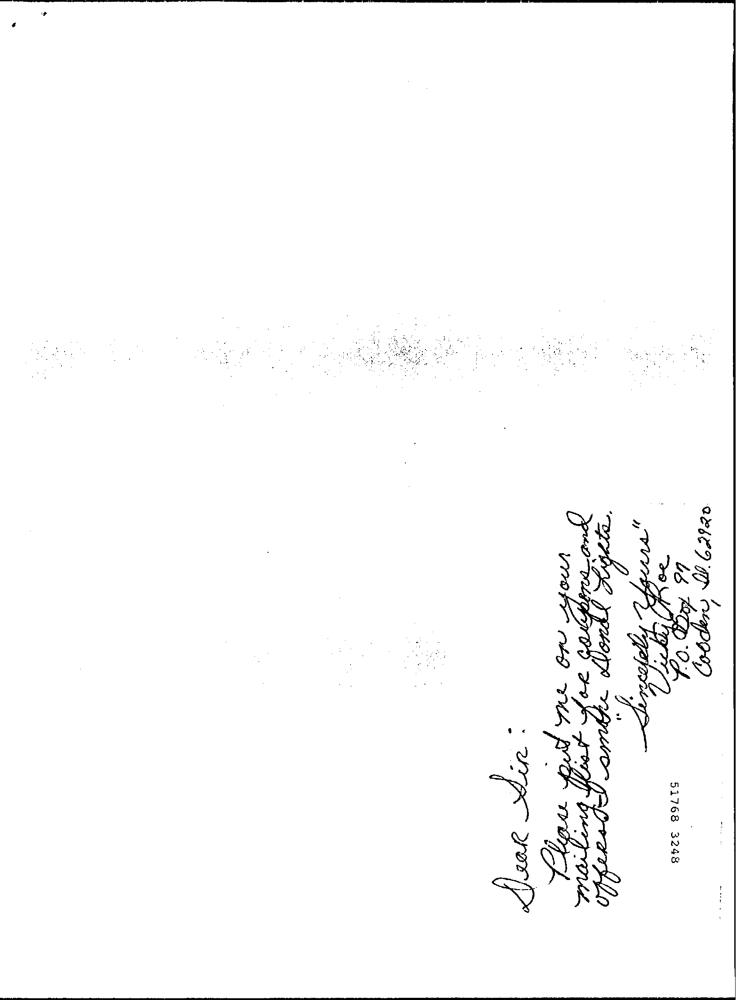 Dear Sir:
Please put me on your
mailing list for coupons and
offers. I smoke Doral Lights.
"Sincerely Yours"
Vicky Roe
P.O. Box 97
Cobden, Il. 62920
51768 3248